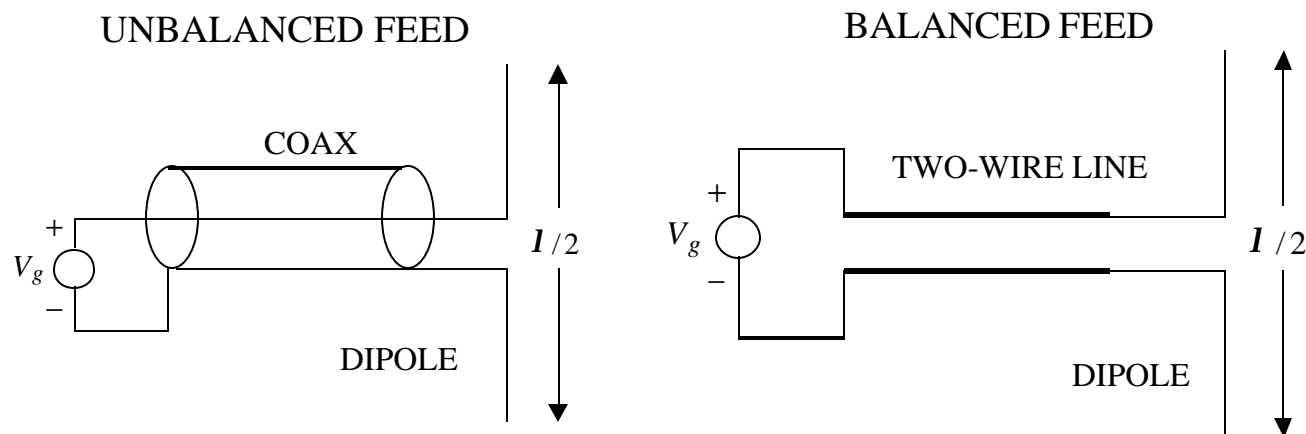 UNBALANCED FEED
COAX
+
V_g
−
l /2
DIPOLE
BALANCED FEED
TWO-WIRE LINE
+
V_g
−
l /2
DIPOLE